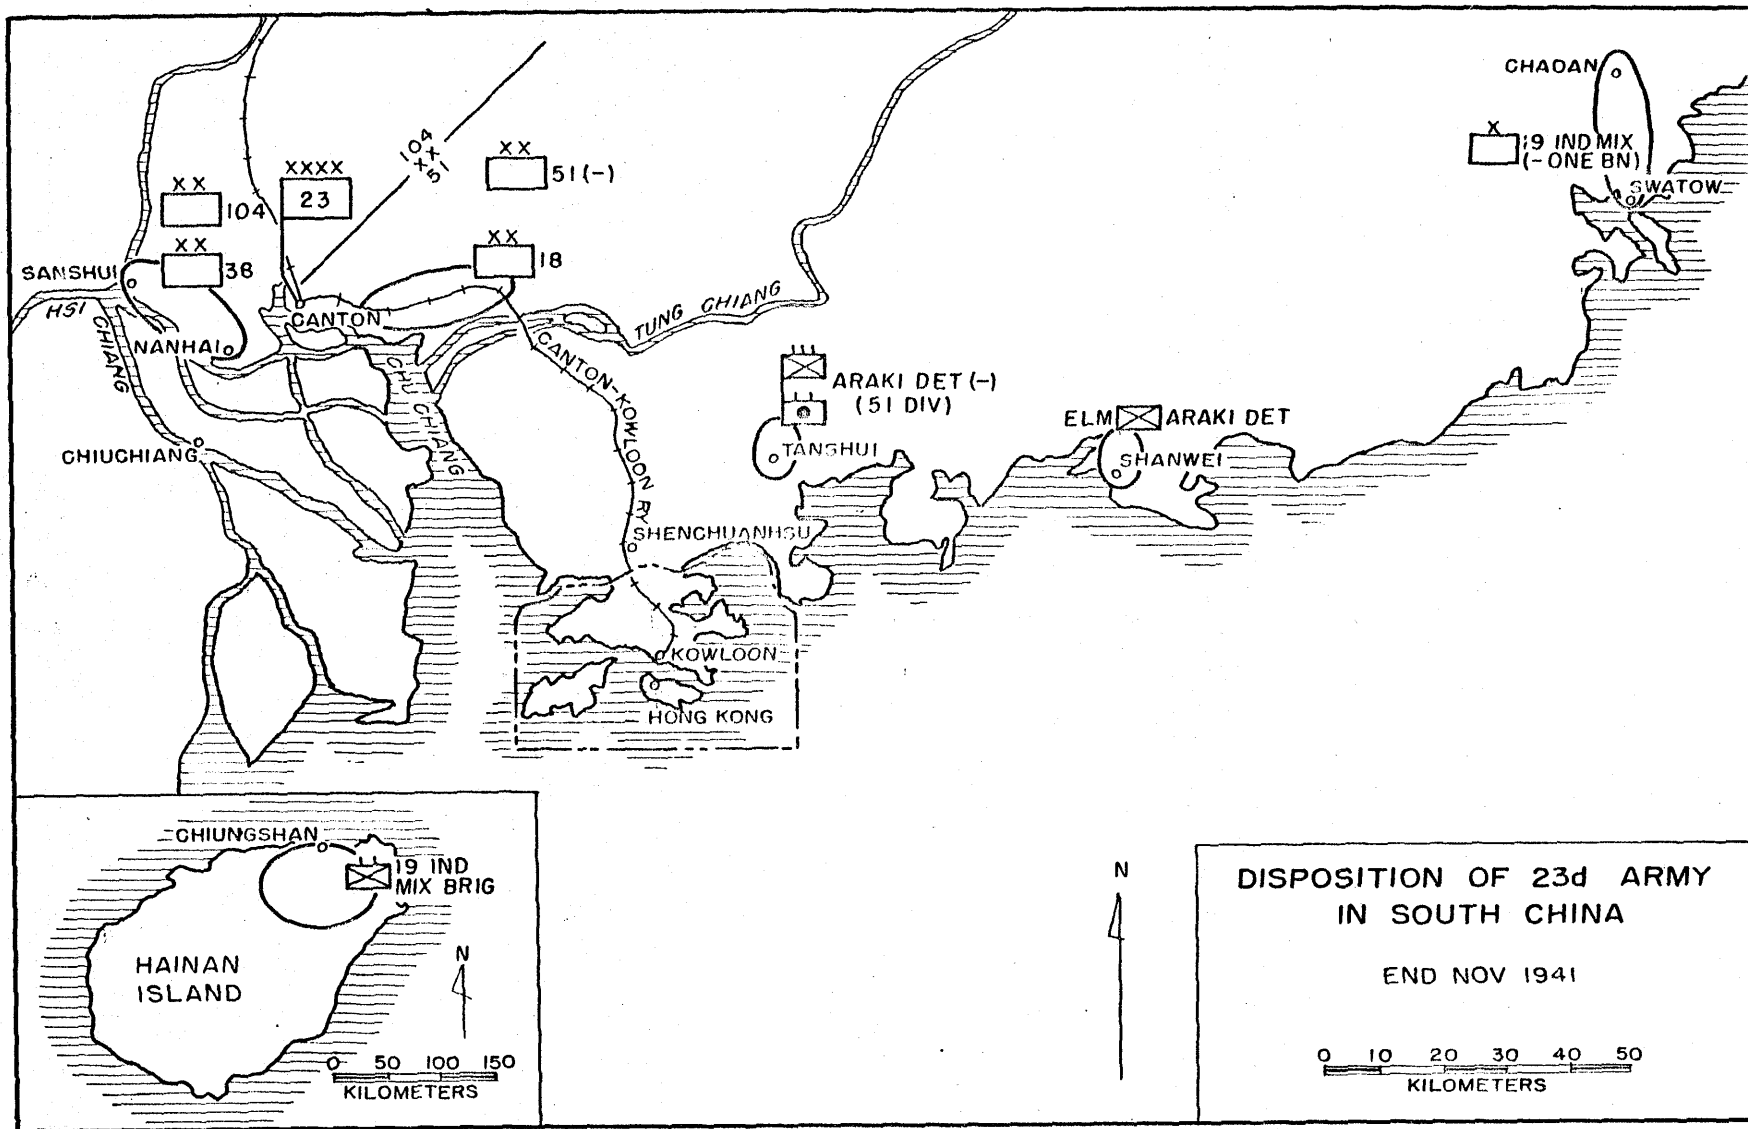 CHAOAN
X
19 IND MIX
(- ONE BN)
SWATOW
XXXX
23
XX
104
XX
38
104
XX
51
XX
51 (-)
XX
18
SANSHUI
HSI
CHIANG
NANHAI
CANTON
CHU CHIANG
TUNG CHIANG
CANTON-KOWLOON RY
CHIUCHIANG
ARAKI DET (-)
(51 DIV)
TANSHUI
ELM
ARAKI DET
SHANWEI
SHENCHUANHSU
KOWLOON
HONG KONG
CHIUNGSHAN
19 IND
MIX BRIG
HAINAN
ISLAND
N
0 50 100 150
KILOMETERS
N
DISPOSITION OF 23d ARMY
IN SOUTH CHINA
END NOV 1941
0 10 20 30 40 50
KILOMETERS